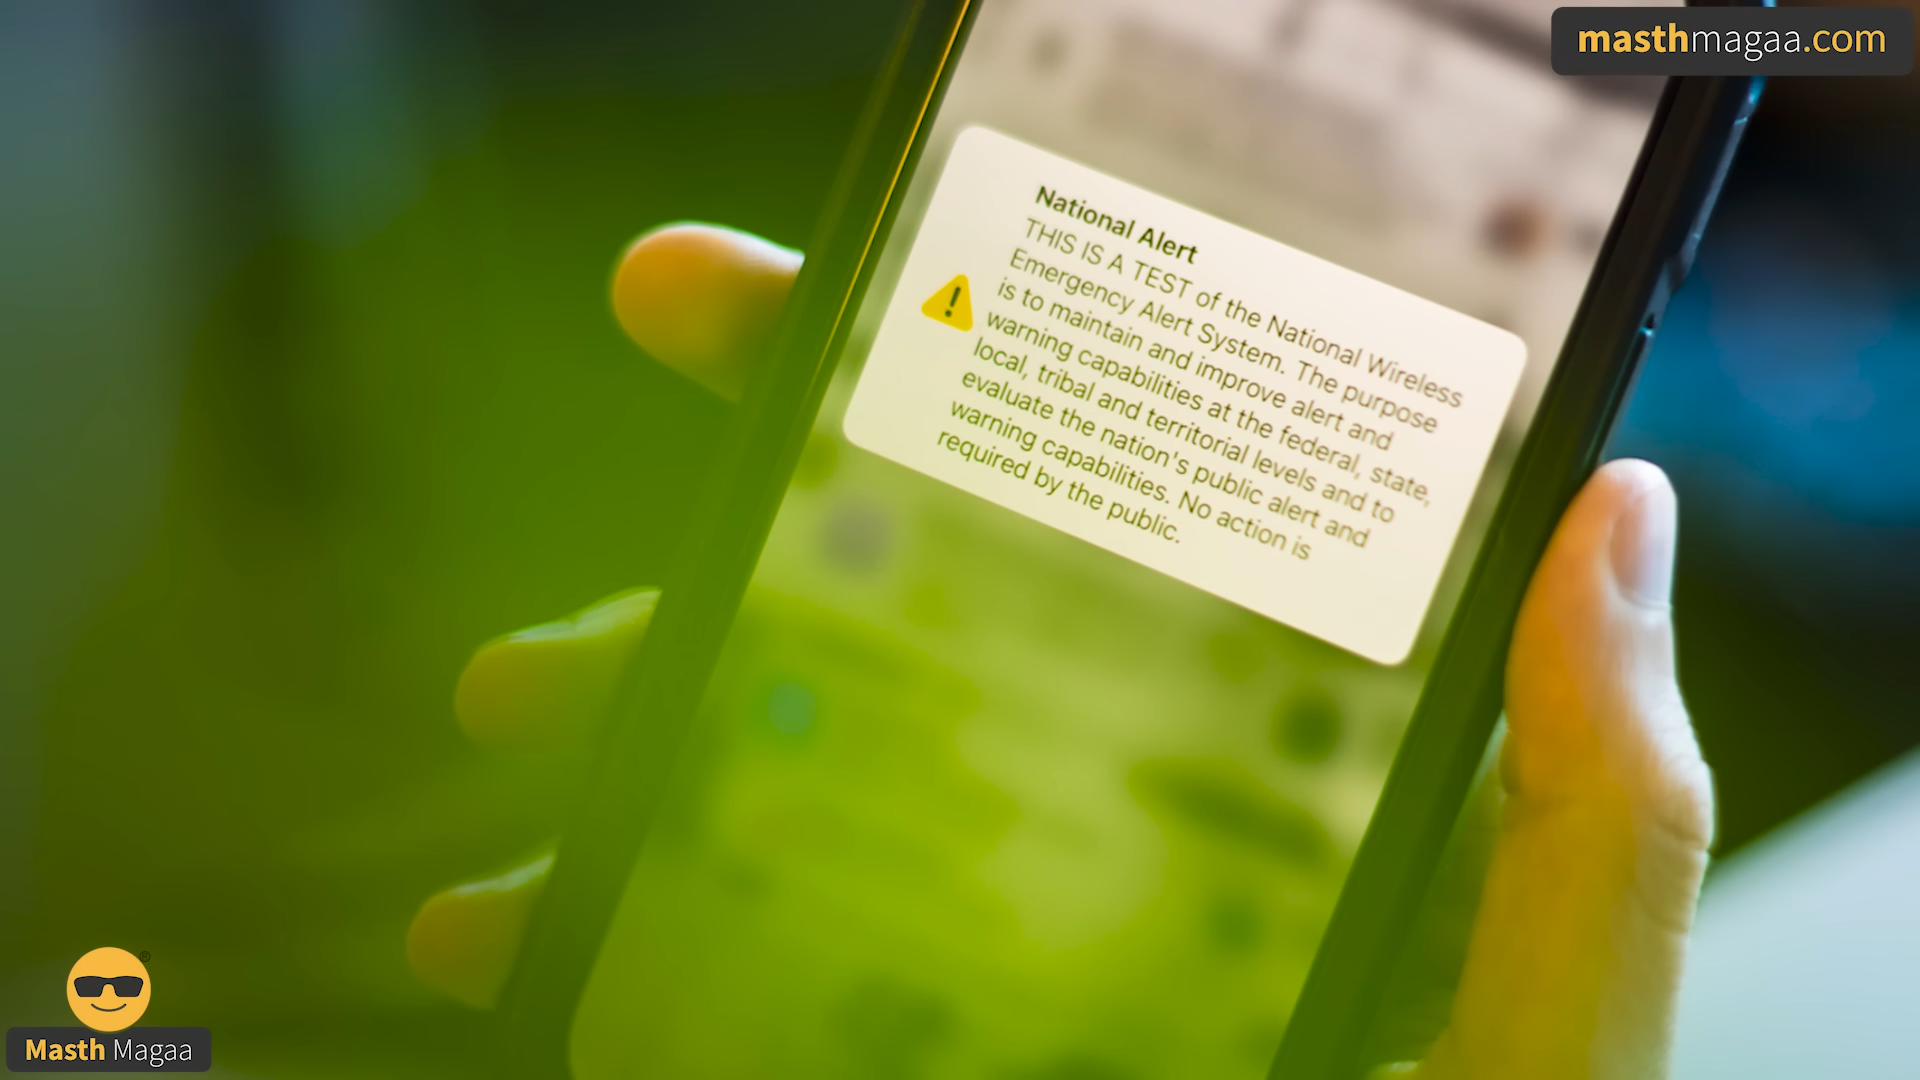 masthmagaa.com
National Alert
THIS IS A TEST of the National Wireless
Emergency Alert System. The purpose
is to maintain and improve alert and
warning capabilities at the federal, state,
local, tribal and territorial levels and to
evaluate the nation's public alert and
warning capabilities. No action is
required by the public.
®
Masth Magaa